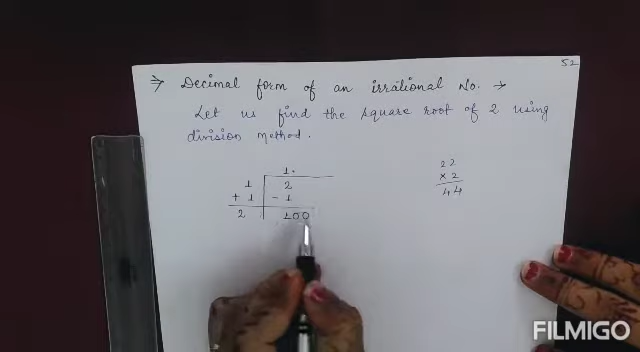 52
⇒ Decimal form of an irrational No. →
Let us find the square root of 2 using
division method.
1.
1 2
+ 1 - 1
2 100
22
× 2
44
FILMIGO